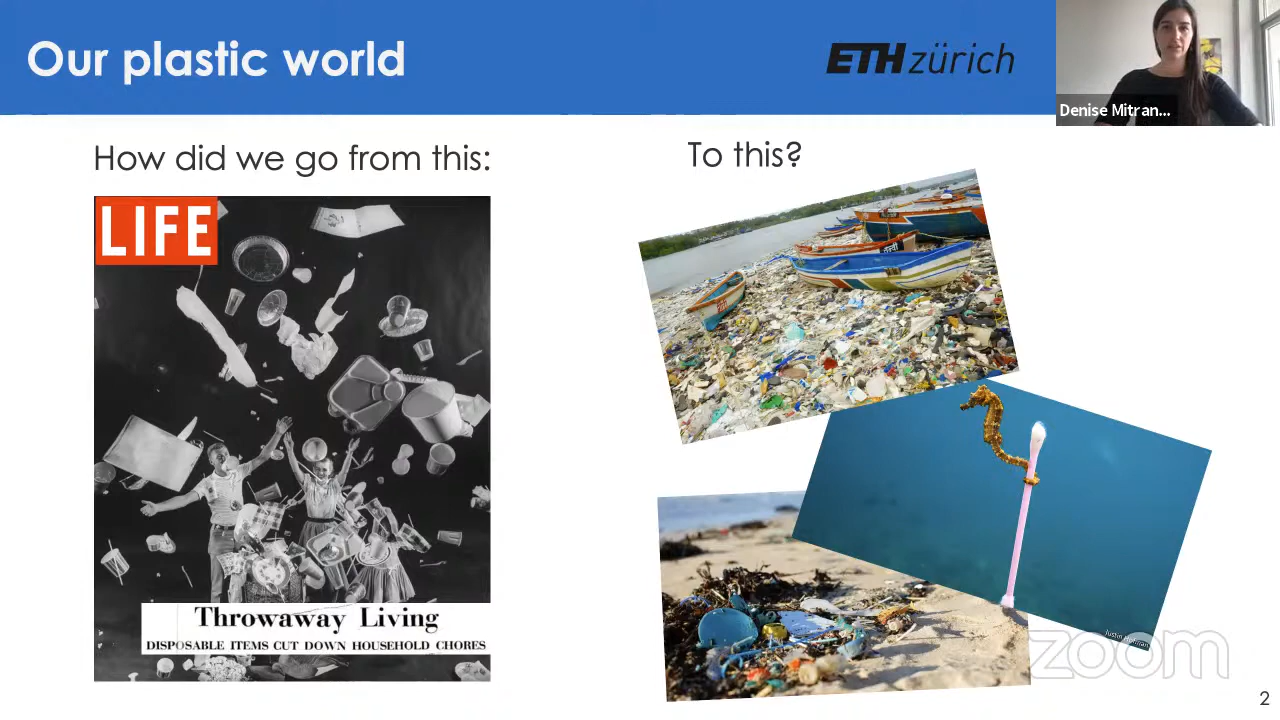 Our plastic world
ETH zürich
Denise Mitran...
How did we go from this:
To this?
LIFE
Throwaway Living
DISPOSABLE ITEMS CUT DOWN HOUSEHOLD CHORES
zoom
2